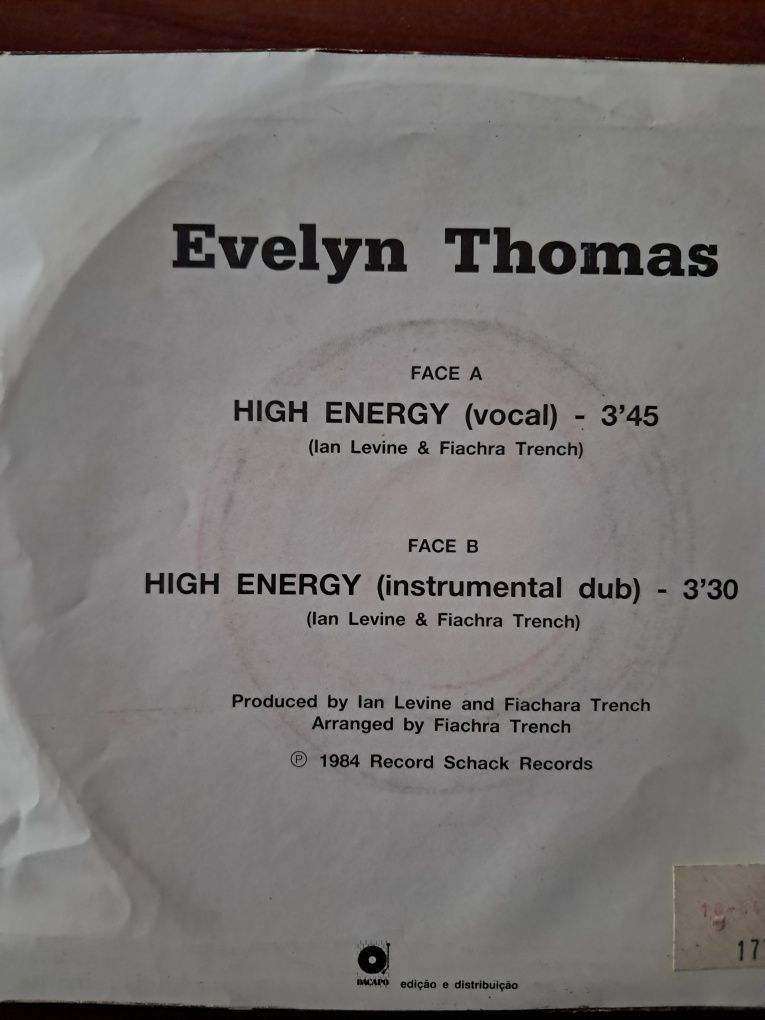 Evelyn Thomas
FACE A
HIGH ENERGY (vocal) - 3'45
(Ian Levine & Fiachra Trench)
FACE B
HIGH ENERGY (instrumental dub) - 3'30
(Ian Levine & Fiachra Trench)
Produced by Ian Levine and Fiachara Trench
Arranged by Fiachra Trench
℗ 1984 Record Schack Records
DACAPO edição e distribuição